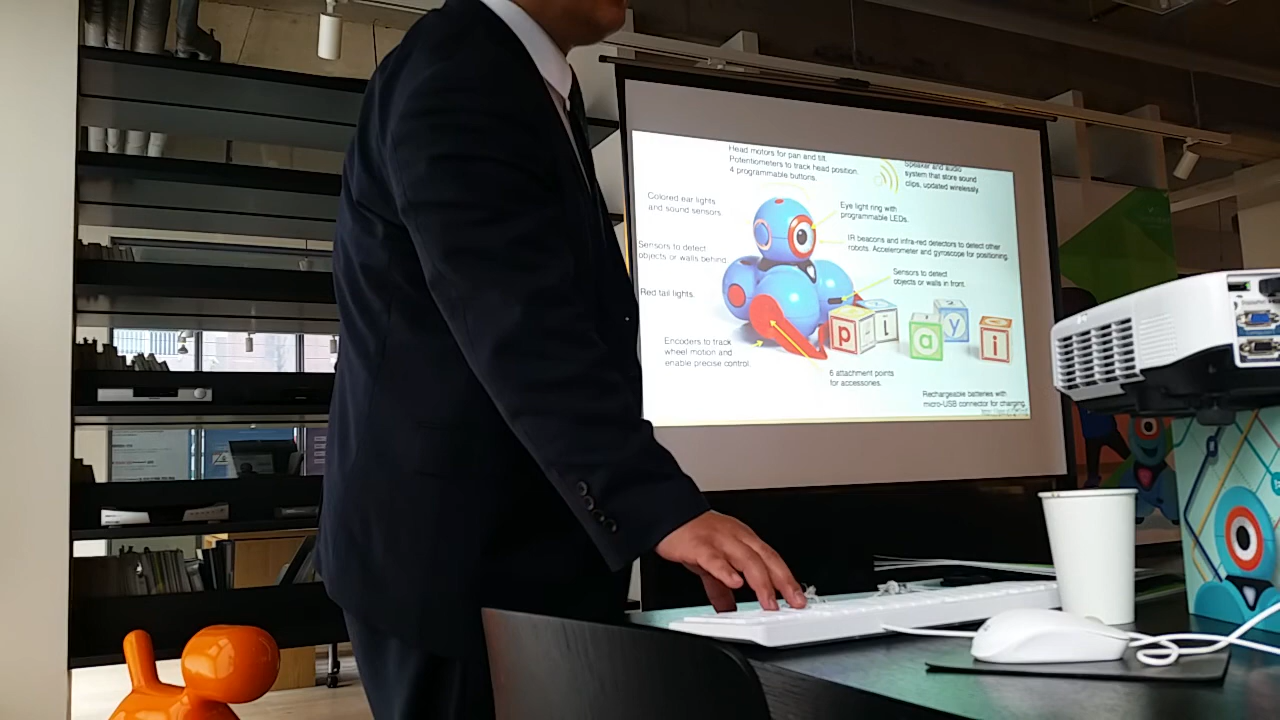 Head motors for pan and tilt.
Potentiometers to track head position.
4 programmable buttons.
Speaker and audio
system that store sound
clips, updated wirelessly.
Colored ear lights
and sound sensors.
Eye light ring with
programmable LEDs.
IR beacons and infra-red detectors to detect other
robots. Accelerometer and gyroscope for positioning.
Sensors to detect
objects or walls behind.
Sensors to detect
objects or walls in front.
Red tail lights.
p l a y i
Encoders to track
wheel motion and
enable precise control.
6 attachment points
for accessories.
Rechargeable batteries with
micro-USB connector for charging.